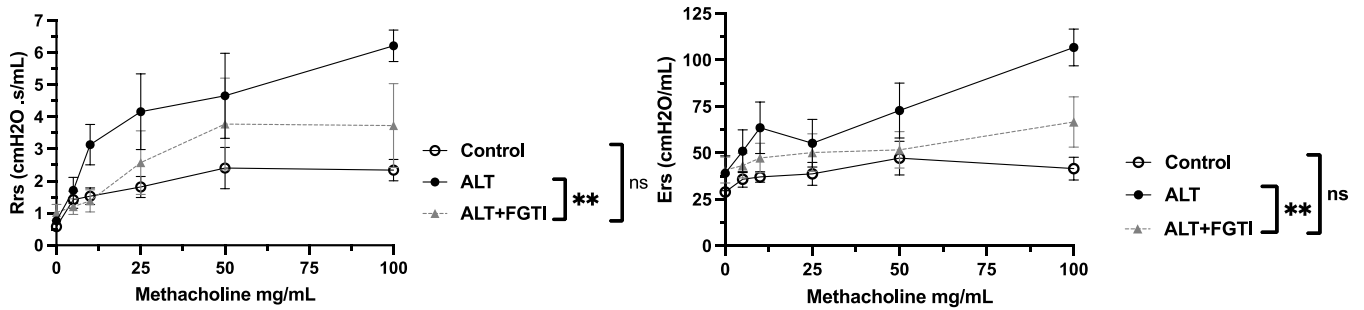 7
6
5
4
3
2
1
0
Rrs (cmH2O .s/mL)
0 25 50 75 100
Methacholine mg/mL
Control
ALT
ALT+FGTI
**
ns
125
100
75
50
25
0
Ers (cmH2O/mL)
0 25 50 75 100
Methacholine mg/mL
Control
ALT
ALT+FGTI
**
ns